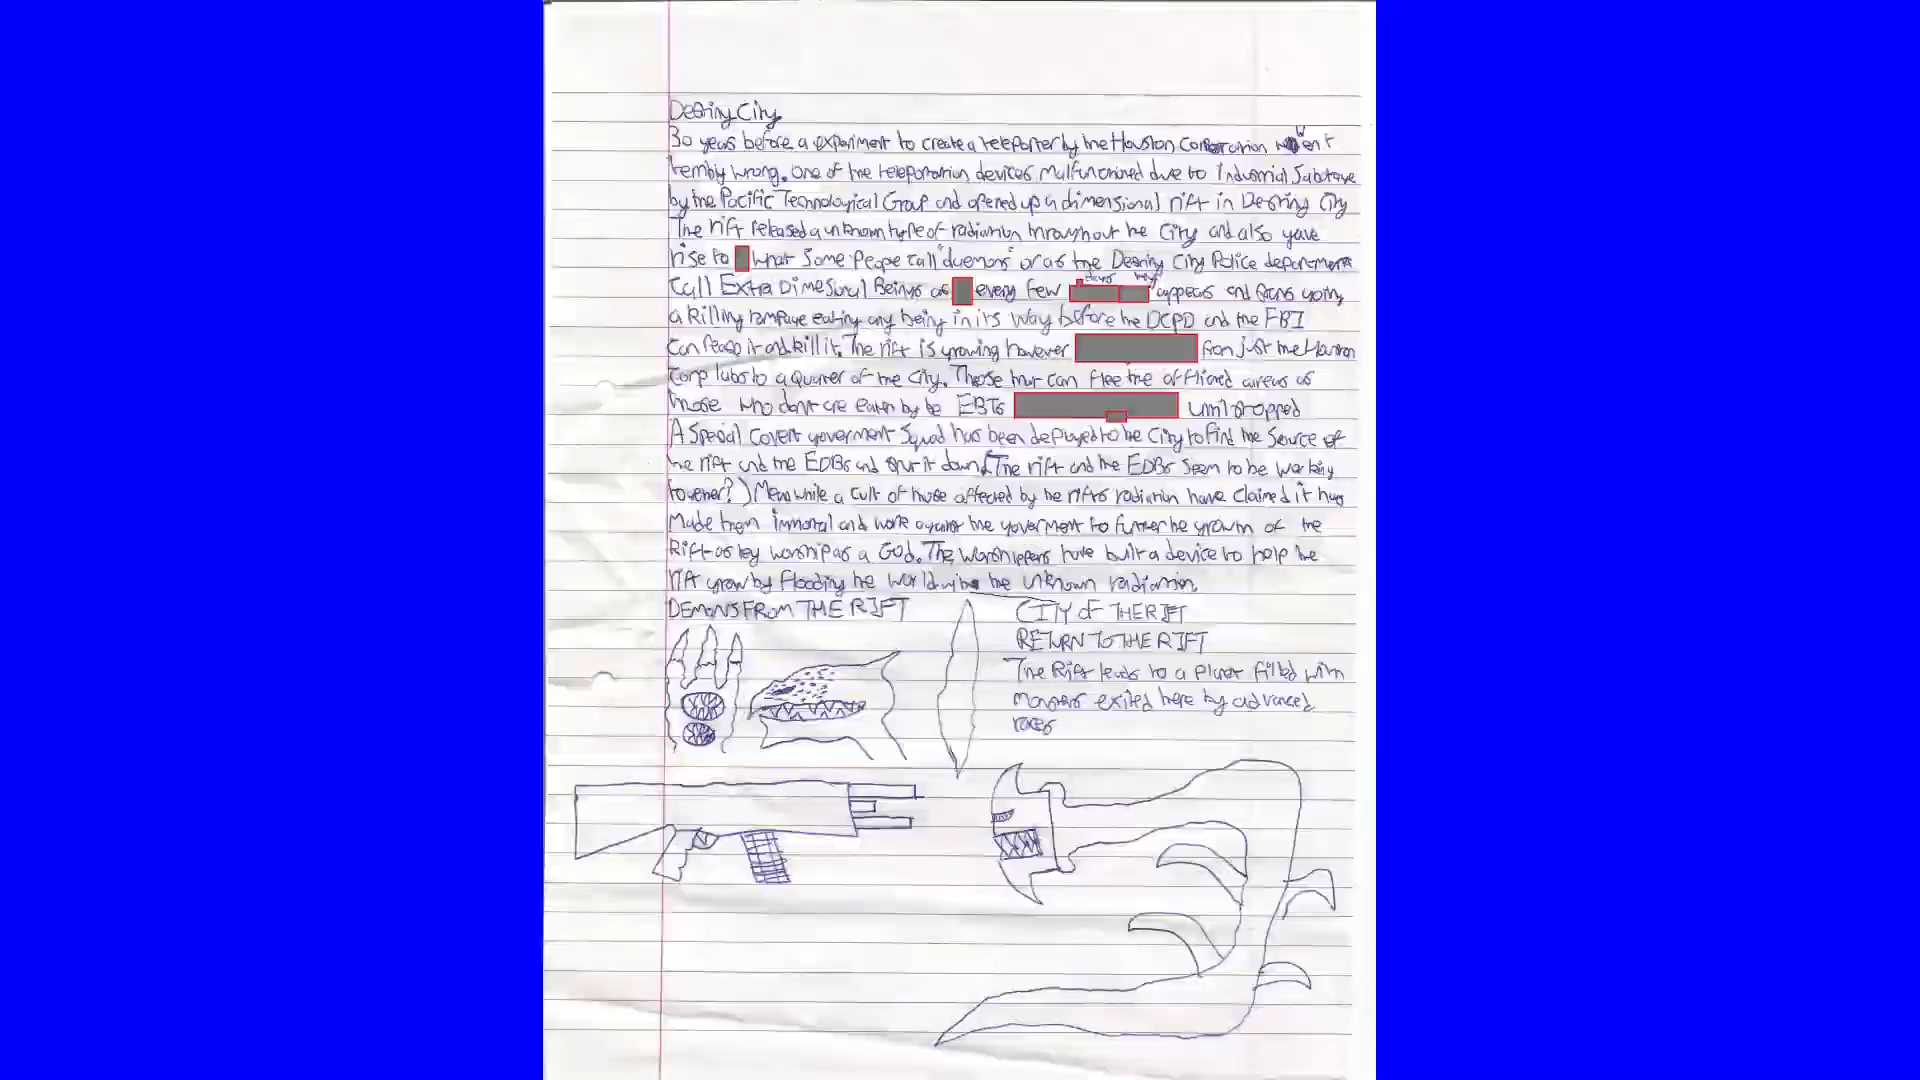 Destiny City
30 years before a experiment to create a teleporter by the Houston Corporation went
terribly wrong. One of the teleportation devices malfunctioned due to Industrial Sabotage
by the Pacific Technological Group and opened up a dimensional rift in Destiny City
The rift released a unknown type of radiation throughout the City and also gave
rise to what some people call "daemons" or as the Destiny City Police department
call Extra Dimesional Beings as every few days they appears and goes going
a killing rampage eating any being in its way before the DCPD and the FBI
can and kill it. The rift is growing however from just the Houston
Corp labs to a quarter of the city. Those that can flee the afflicted areas as
those who dont are eaten by the EBTs until stopped
A Special Covert goverment Squad has been deployed to the City to find the Source of
the rift and the EDBs and shut it down. (The rift and the EDBs seem to be working
together?) Meanwhile a cult of those affected by the rifts radiation have claimed it has
made them immortal and work against the goverment to further the growth of the
Rift as they worship as a God. The worshippers have built a device to help the
rift grow by flooding the world with the unknown radiation.
DEMONS FROM THE RIFT
CITY OF THE RIFT
RETURN TO THE RIFT
The Rift leads to a planet filled with
monsters exiled here by advanced
races